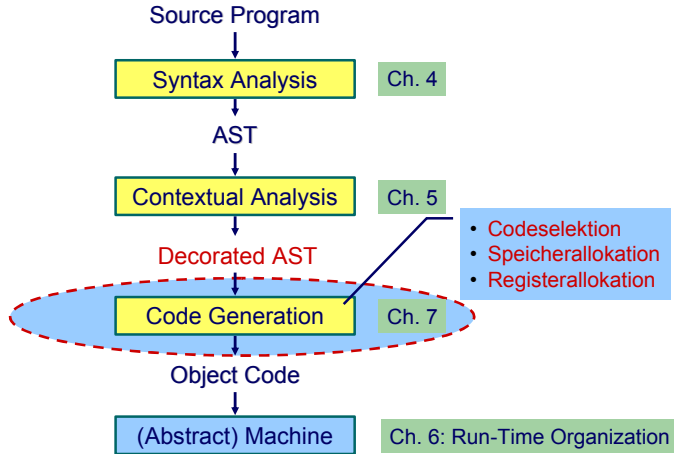 Source Program
Syntax Analysis
Ch. 4
AST
Contextual Analysis
Ch. 5
Decorated AST
• Codeselektion
• Speicherallokation
• Registerallokation
Code Generation
Ch. 7
Object Code
(Abstract) Machine
Ch. 6: Run-Time Organization